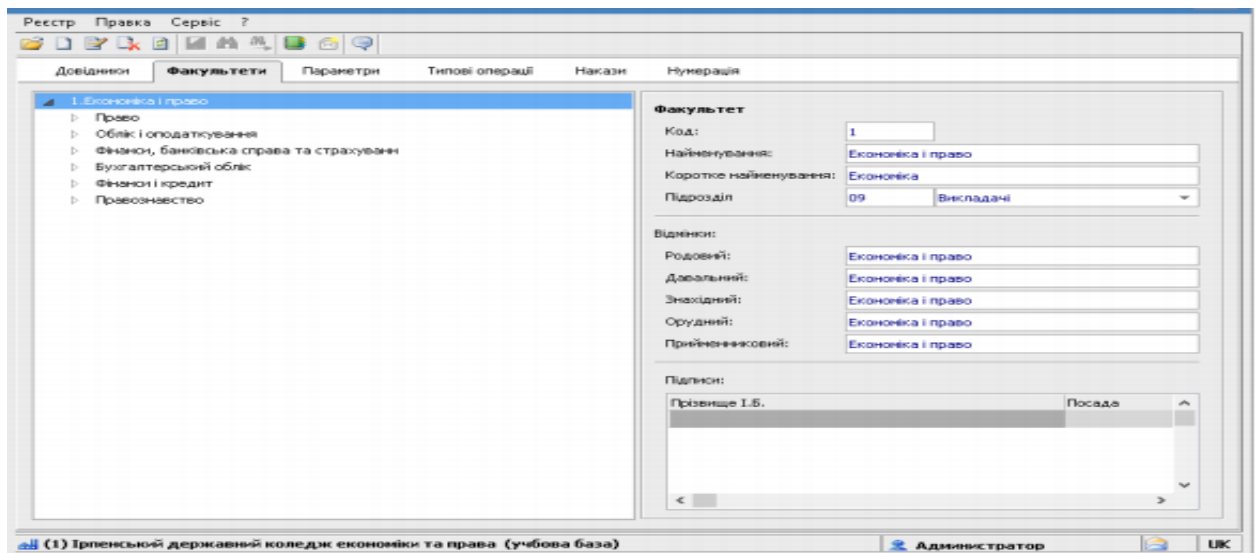 Реєстр Правка Сервіс ?
Довідники Факультети Параметри Типові операції Накази Нумерація
1.Економіка і право
Право
Облік і оподаткування
Фінанси, банківська справа та страхуванн
Бухгалтерський облік
Фінанси і кредит
Правознавство
Факультет
Код: 1
Найменування: Економіка і право
Коротке найменування: Економіка
Підрозділ 09 Викладачі
Відмінки:
Родовий: Економіка і право
Давальний: Економіка і право
Знахідний: Економіка і право
Орудний: Економіка і право
Прийменниковий: Економіка і право
Підписи:
Прізвище І.Б. Посада
(1) Ірпенський державний коледж економіки та права (учбова база) Администратор UK